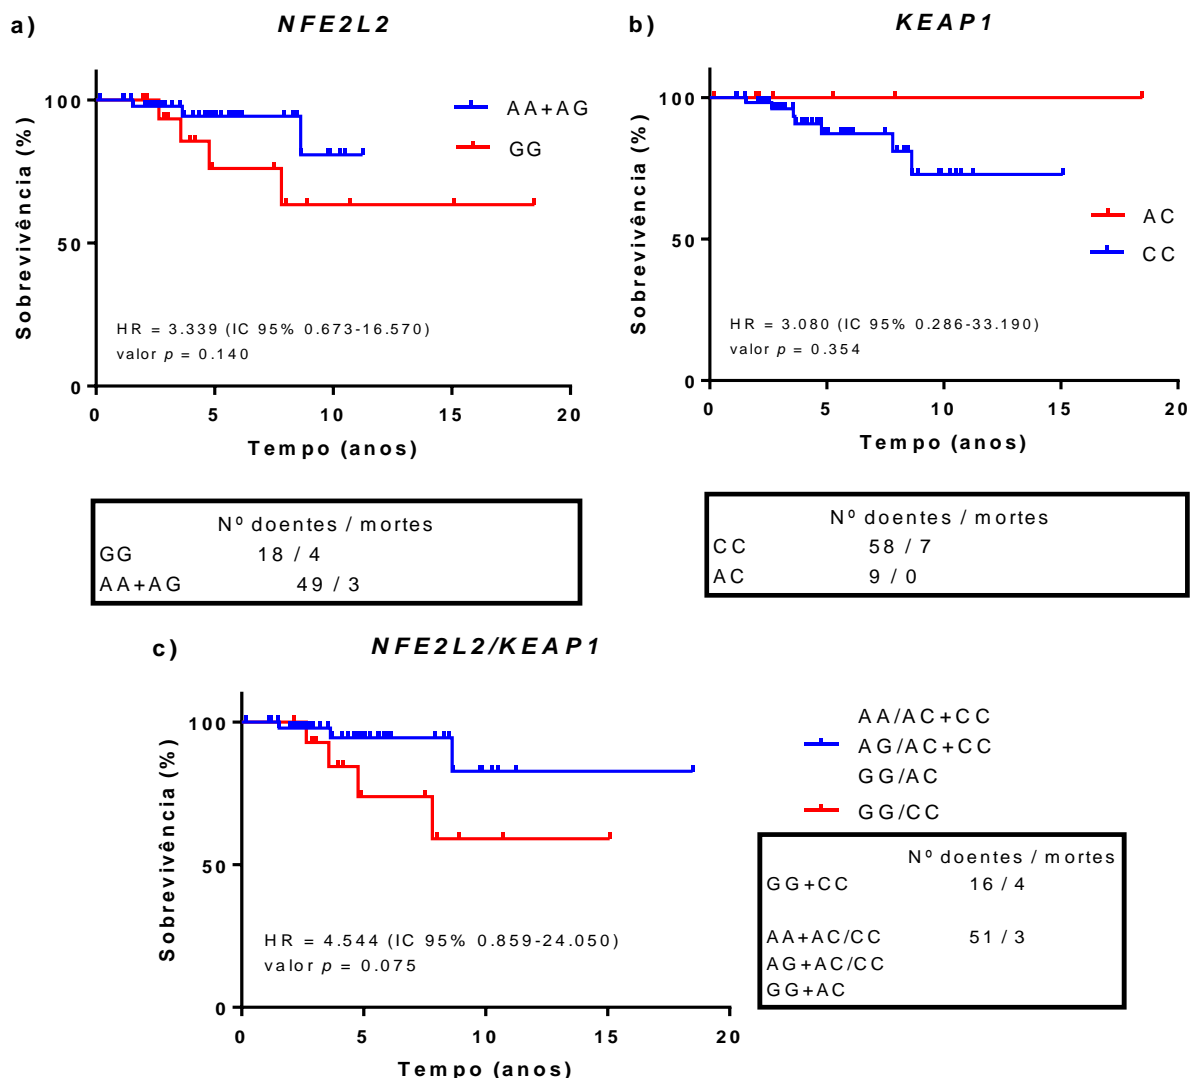 a)
NFE2L2
100
50
0
Sobrevivência (%)
AA+AG
GG
HR = 3.339 (IC 95% 0.673-16.570)
valor p = 0.140
0 5 10 15 20
Tempo (anos)
Nº doentes / mortes
GG 18 / 4
AA+AG 49 / 3
b)
KEAP1
100
50
0
Sobrevivência (%)
AC
CC
HR = 3.080 (IC 95% 0.286-33.190)
valor p = 0.354
0 5 10 15 20
Tempo (anos)
Nº doentes / mortes
CC 58 / 7
AC 9 / 0
c)
NFE2L2/KEAP1
100
50
0
Sobrevivência (%)
HR = 4.544 (IC 95% 0.859-24.050)
valor p = 0.075
0 5 10 15 20
Tempo (anos)
AA/AC+CC
AG/AC+CC
GG/AC
GG/CC
Nº doentes / mortes
GG+CC 16 / 4
AA+AC/CC 51 / 3
AG+AC/CC
GG+AC